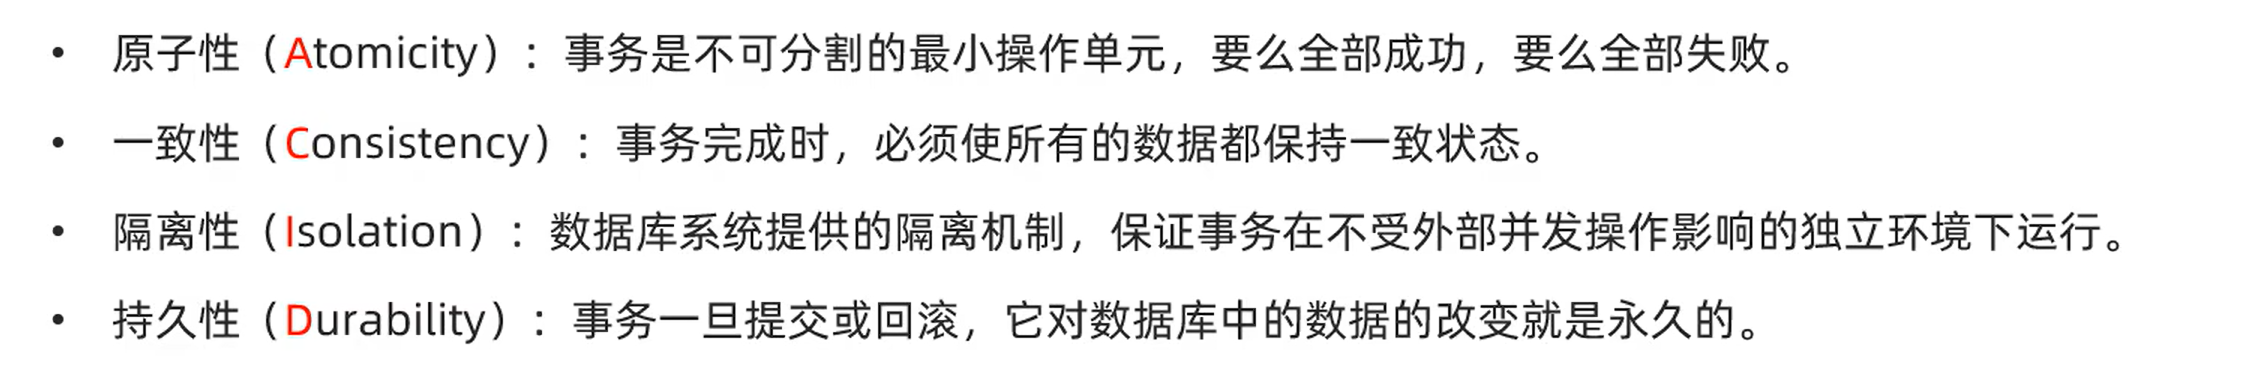 • 原子性（Atomicity）：事务是不可分割的最小操作单元，要么全部成功，要么全部失败。
• 一致性（Consistency）：事务完成时，必须使所有的数据都保持一致状态。
• 隔离性（Isolation）：数据库系统提供的隔离机制，保证事务在不受外部并发操作影响的独立环境下运行。
• 持久性（Durability）：事务一旦提交或回滚，它对数据库中的数据的改变就是永久的。